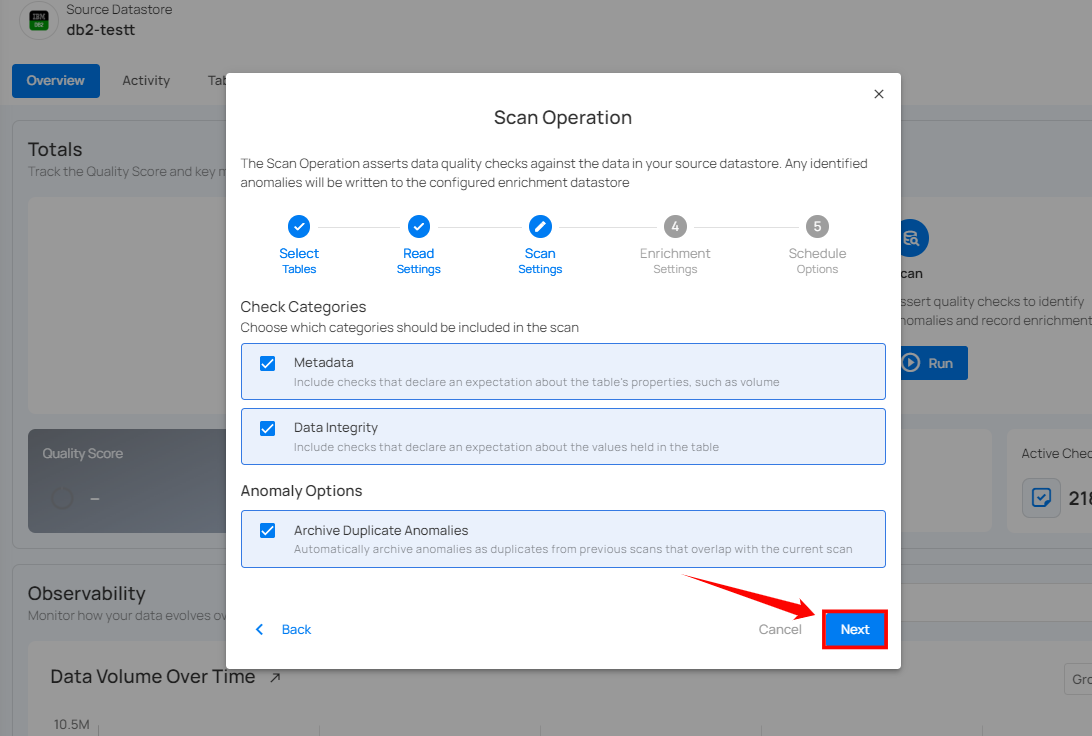 IBM
DB2
Source Datastore
db2-testt
Overview
Activity
Tab
Totals
Track the Quality Score and key m
Scan Operation
The Scan Operation asserts data quality checks against the data in your source datastore. Any identified
anomalies will be written to the configured enrichment datastore
4
5
Select
Tables
Read
Settings
Scan
Settings
Enrichment
Settings
Schedule
Options
Check Categories
Choose which categories should be included in the scan
Metadata
Include checks that declare an expectation about the table's properties, such as volume
Data Integrity
Include checks that declare an expectation about the values held in the table
Anomaly Options
Archive Duplicate Anomalies
Automatically archive anomalies as duplicates from previous scans that overlap with the current scan
Back
Cancel
Next
can
ssert quality checks to identify
nomalies and record enrichment
Run
Quality Score
–
Active Chec
218
Observability
Monitor how your data evolves ov
Data Volume Over Time
Gro
10.5M